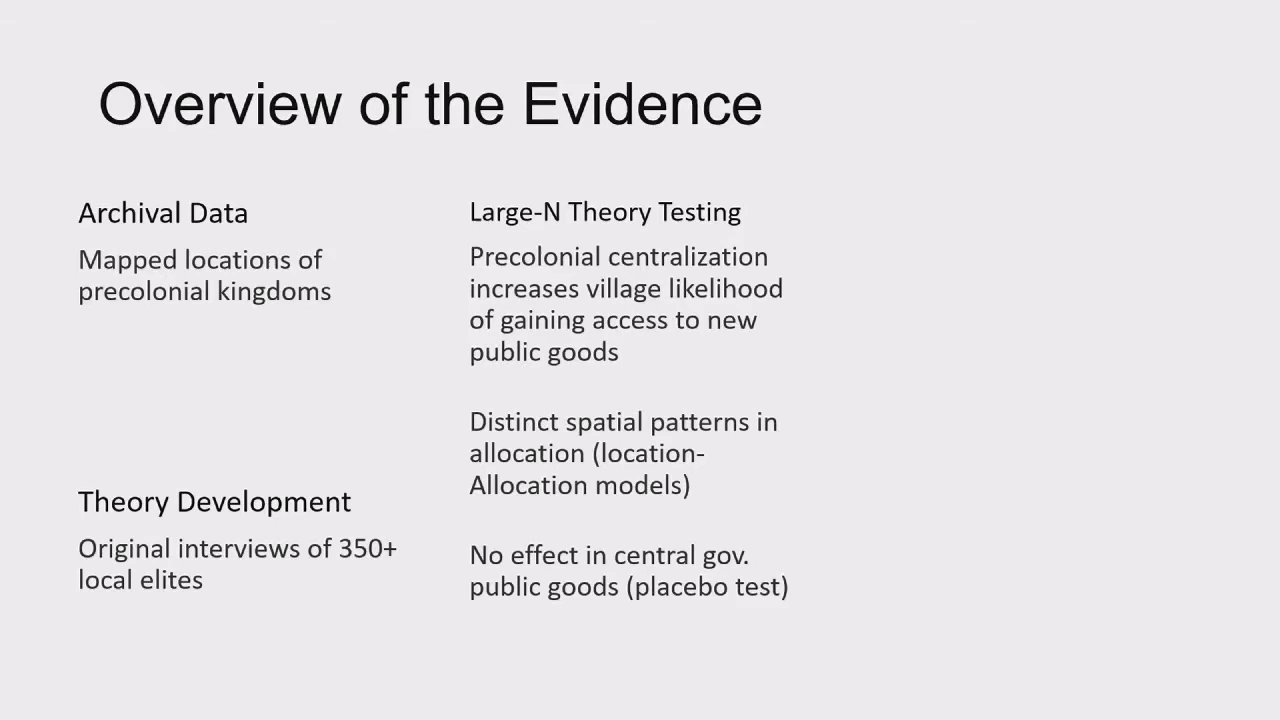 Overview of the Evidence
Archival Data
Mapped locations of
precolonial kingdoms
Theory Development
Original interviews of 350+
local elites
Large-N Theory Testing
Precolonial centralization
increases village likelihood
of gaining access to new
public goods
Distinct spatial patterns in
allocation (location-
Allocation models)
No effect in central gov.
public goods (placebo test)